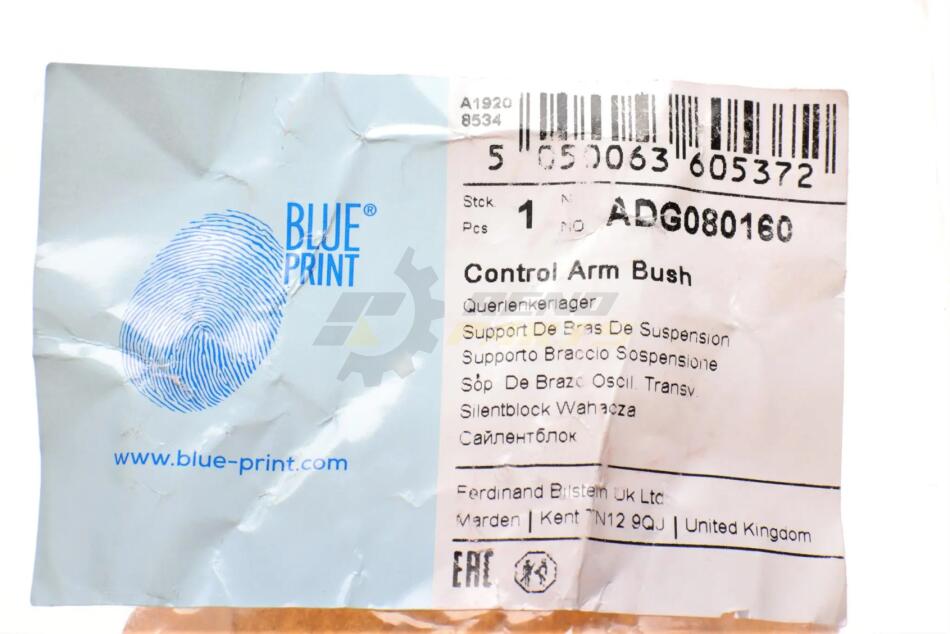 A1920
8534
5 050063 605372
BLUE®
PRINT
www.blue-print.com
Stck.
Pcs
1
N
NO.
ADG080160
Control Arm Bush
Querlenkerlager
Support De Bras De Suspension
Supporto Braccio Sospensione
Sop. De Brazo Oscil. Transv.
Silentblock Wahacza
Сайлентблок
Ferdinand Bilstein Uk Ltd.
Marden | Kent TN12 9QJ | United Kingdom
EAC